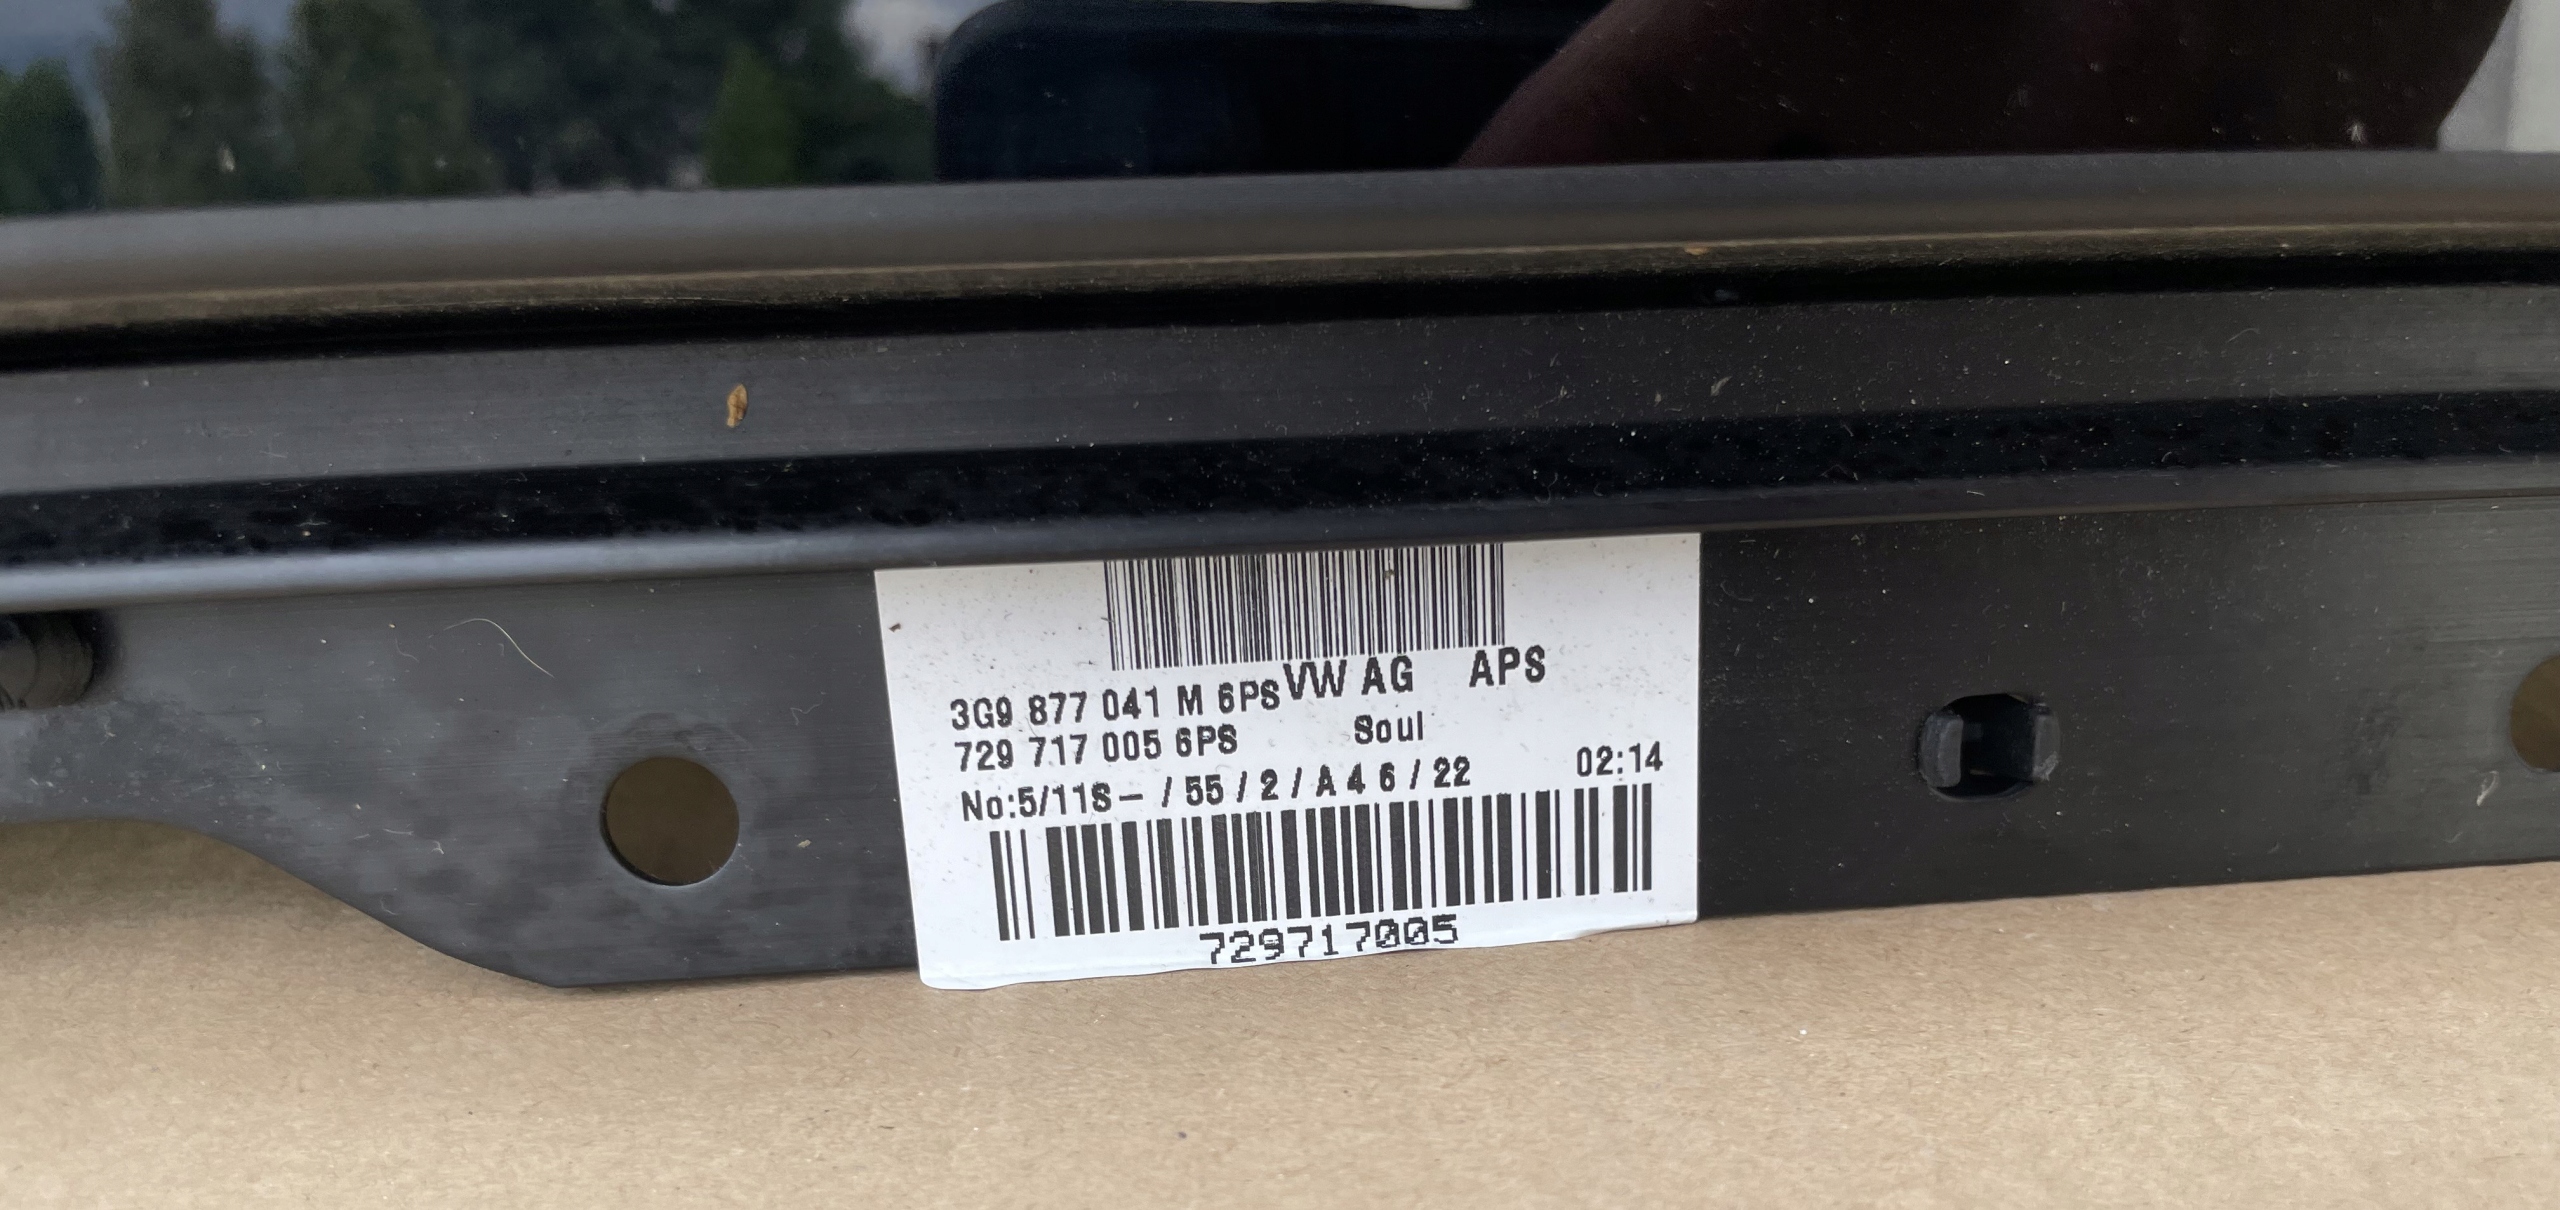 3G9 877 041 M 6PS VW AG APS
729 717 005 6PS Soul
No:5/11S- / 55 / 2 / A 4 6 / 22 02:14
729717005